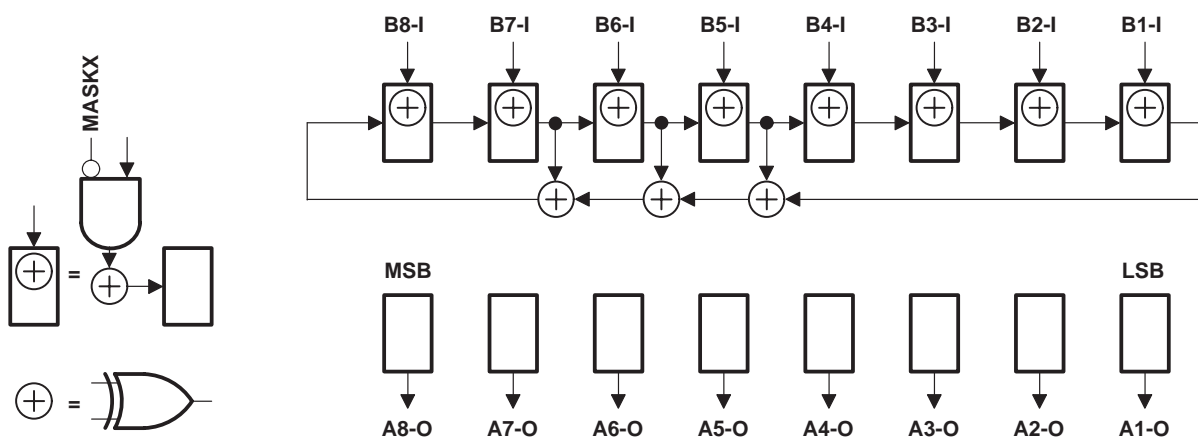 B8-I B7-I B6-I B5-I B4-I B3-I B2-I B1-I
MASKX
=
MSB LSB
=
A8-O A7-O A6-O A5-O A4-O A3-O A2-O A1-O